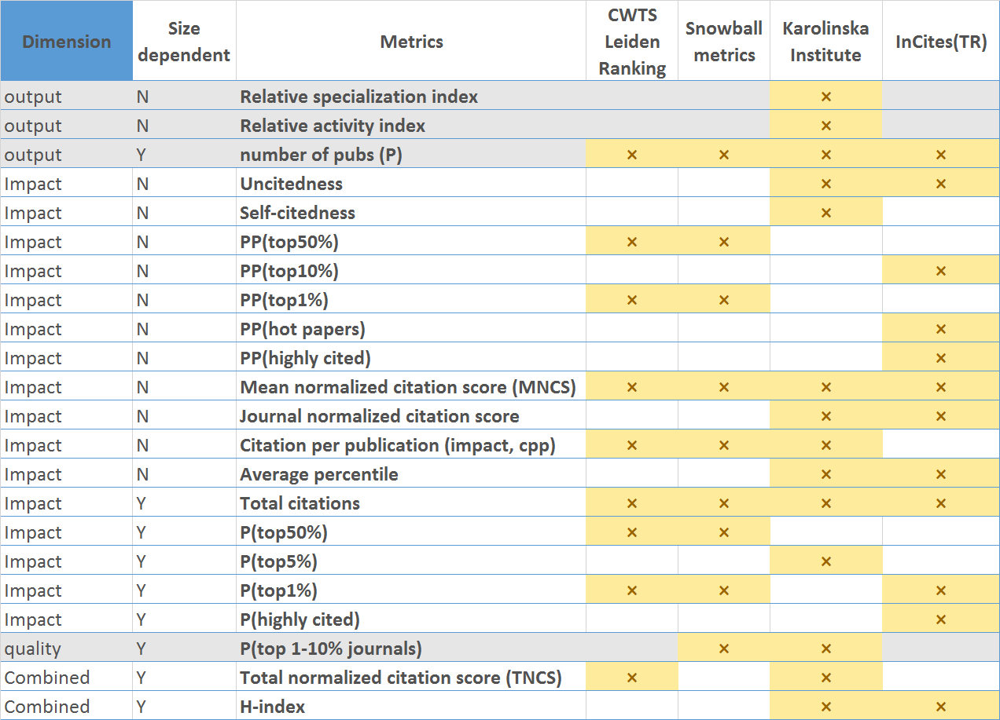 Dimension Size dependent Metrics CWTS Leiden Ranking Snowball metrics Karolinska Institute InCites(TR)
output N Relative specialization index ×
output N Relative activity index ×
output Y number of pubs (P) × × × ×
Impact N Uncitedness × ×
Impact N Self-citedness ×
Impact N PP(top50%) × ×
Impact N PP(top10%) ×
Impact N PP(top1%) × ×
Impact N PP(hot papers) ×
Impact N PP(highly cited) ×
Impact N Mean normalized citation score (MNCS) × × × ×
Impact N Journal normalized citation score × ×
Impact N Citation per publication (impact, cpp) × × ×
Impact N Average percentile × ×
Impact Y Total citations × × × ×
Impact Y P(top50%) × ×
Impact Y P(top5%) ×
Impact Y P(top1%) × × ×
Impact Y P(highly cited) ×
quality Y P(top 1-10% journals) × ×
Combined Y Total normalized citation score (TNCS) × ×
Combined Y H-index × ×